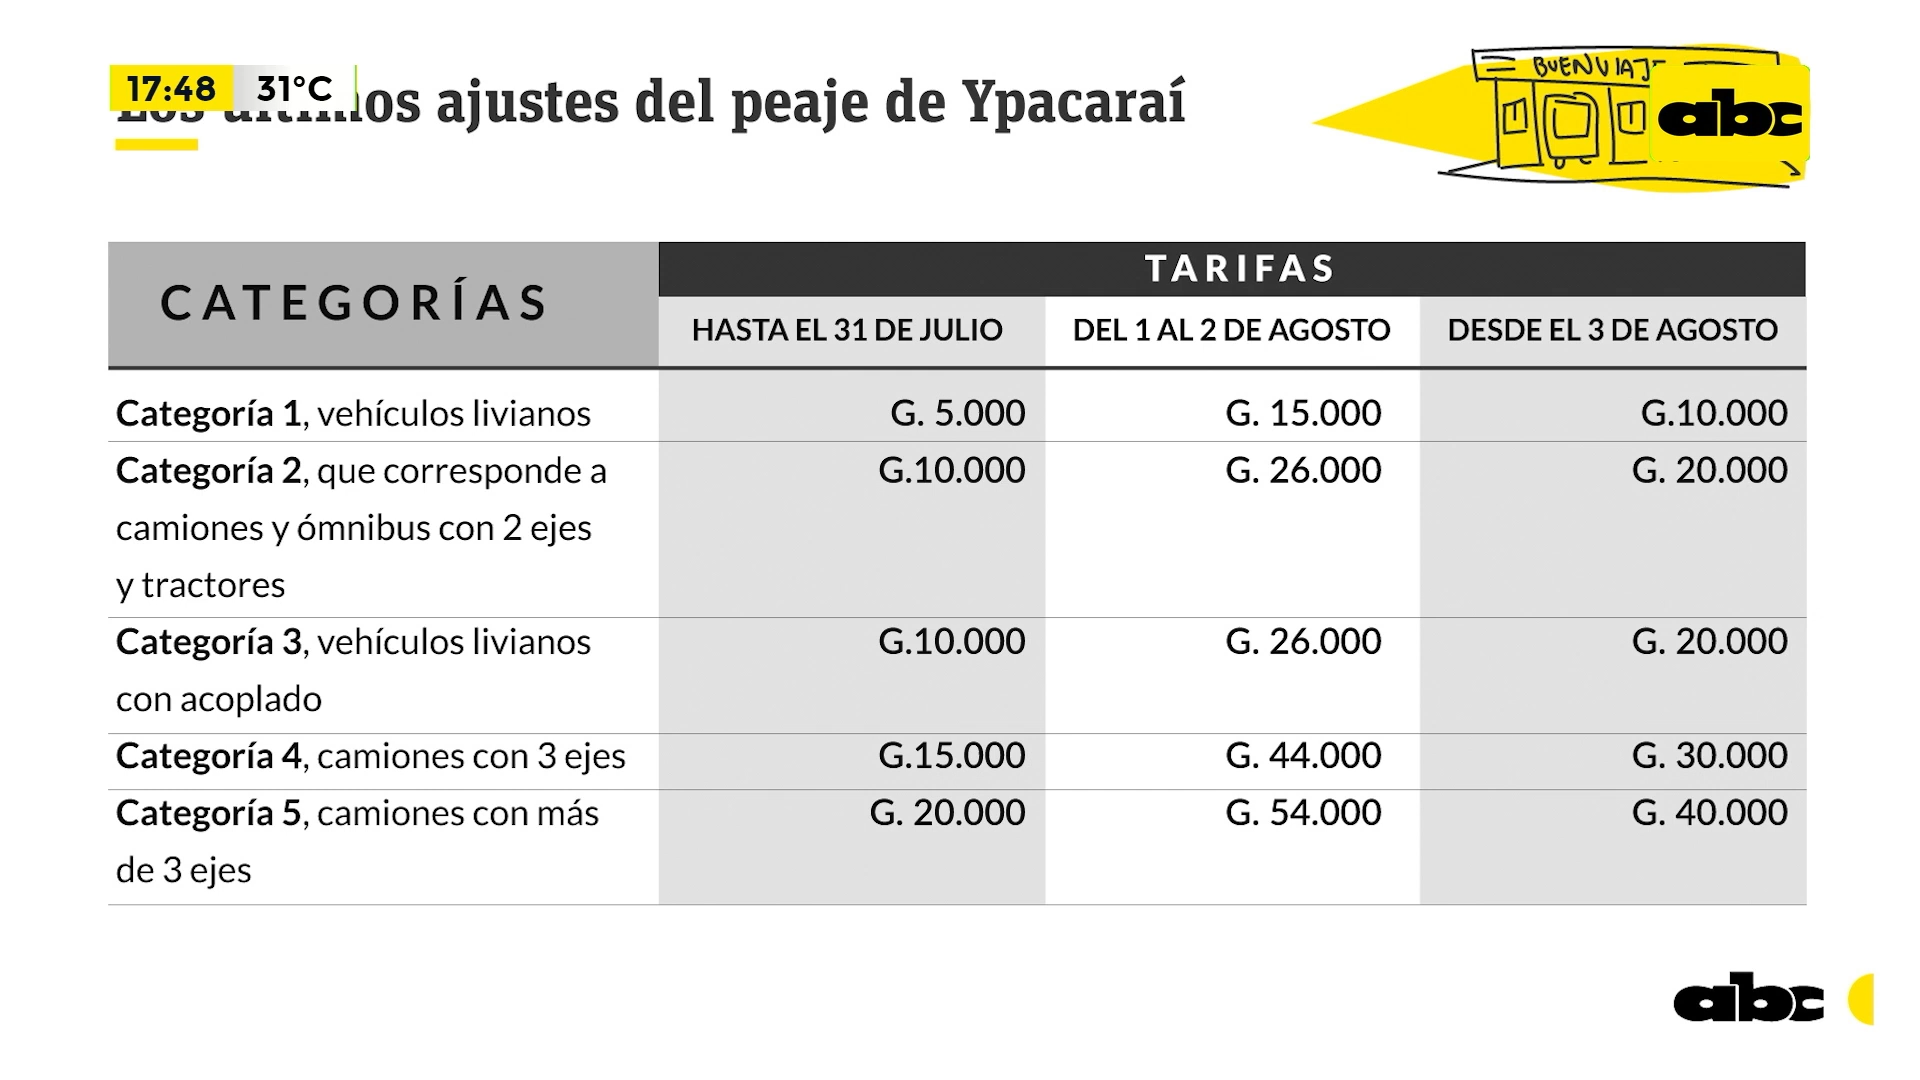 17:48 31°C
Los últimos ajustes del peaje de Ypacaraí
BUEN VIAJE
abc
CATEGORÍAS
TARIFAS
HASTA EL 31 DE JULIO DEL 1 AL 2 DE AGOSTO DESDE EL 3 DE AGOSTO
Categoría 1, vehículos livianos G. 5.000 G. 15.000 G.10.000
Categoría 2, que corresponde a G.10.000 G. 26.000 G. 20.000
camiones y ómnibus con 2 ejes
y tractores
Categoría 3, vehículos livianos G.10.000 G. 26.000 G. 20.000
con acoplado
Categoría 4, camiones con 3 ejes G.15.000 G. 44.000 G. 30.000
Categoría 5, camiones con más G. 20.000 G. 54.000 G. 40.000
de 3 ejes
abc